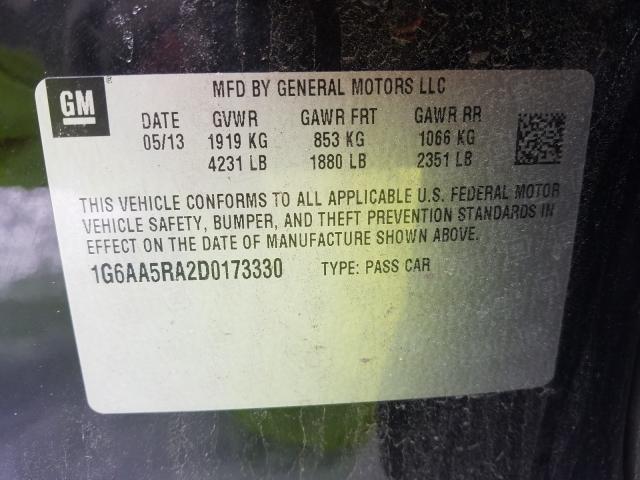 GM
MFD BY GENERAL MOTORS LLC
DATE GVWR GAWR FRT GAWR RR
05/13 1919 KG 853 KG 1066 KG
4231 LB 1880 LB 2351 LB
THIS VEHICLE CONFORMS TO ALL APPLICABLE U.S. FEDERAL MOTOR
VEHICLE SAFETY, BUMPER, AND THEFT PREVENTION STANDARDS IN
EFFECT ON THE DATE OF MANUFACTURE SHOWN ABOVE.
1G6AA5RA2D0173330 TYPE: PASS CAR